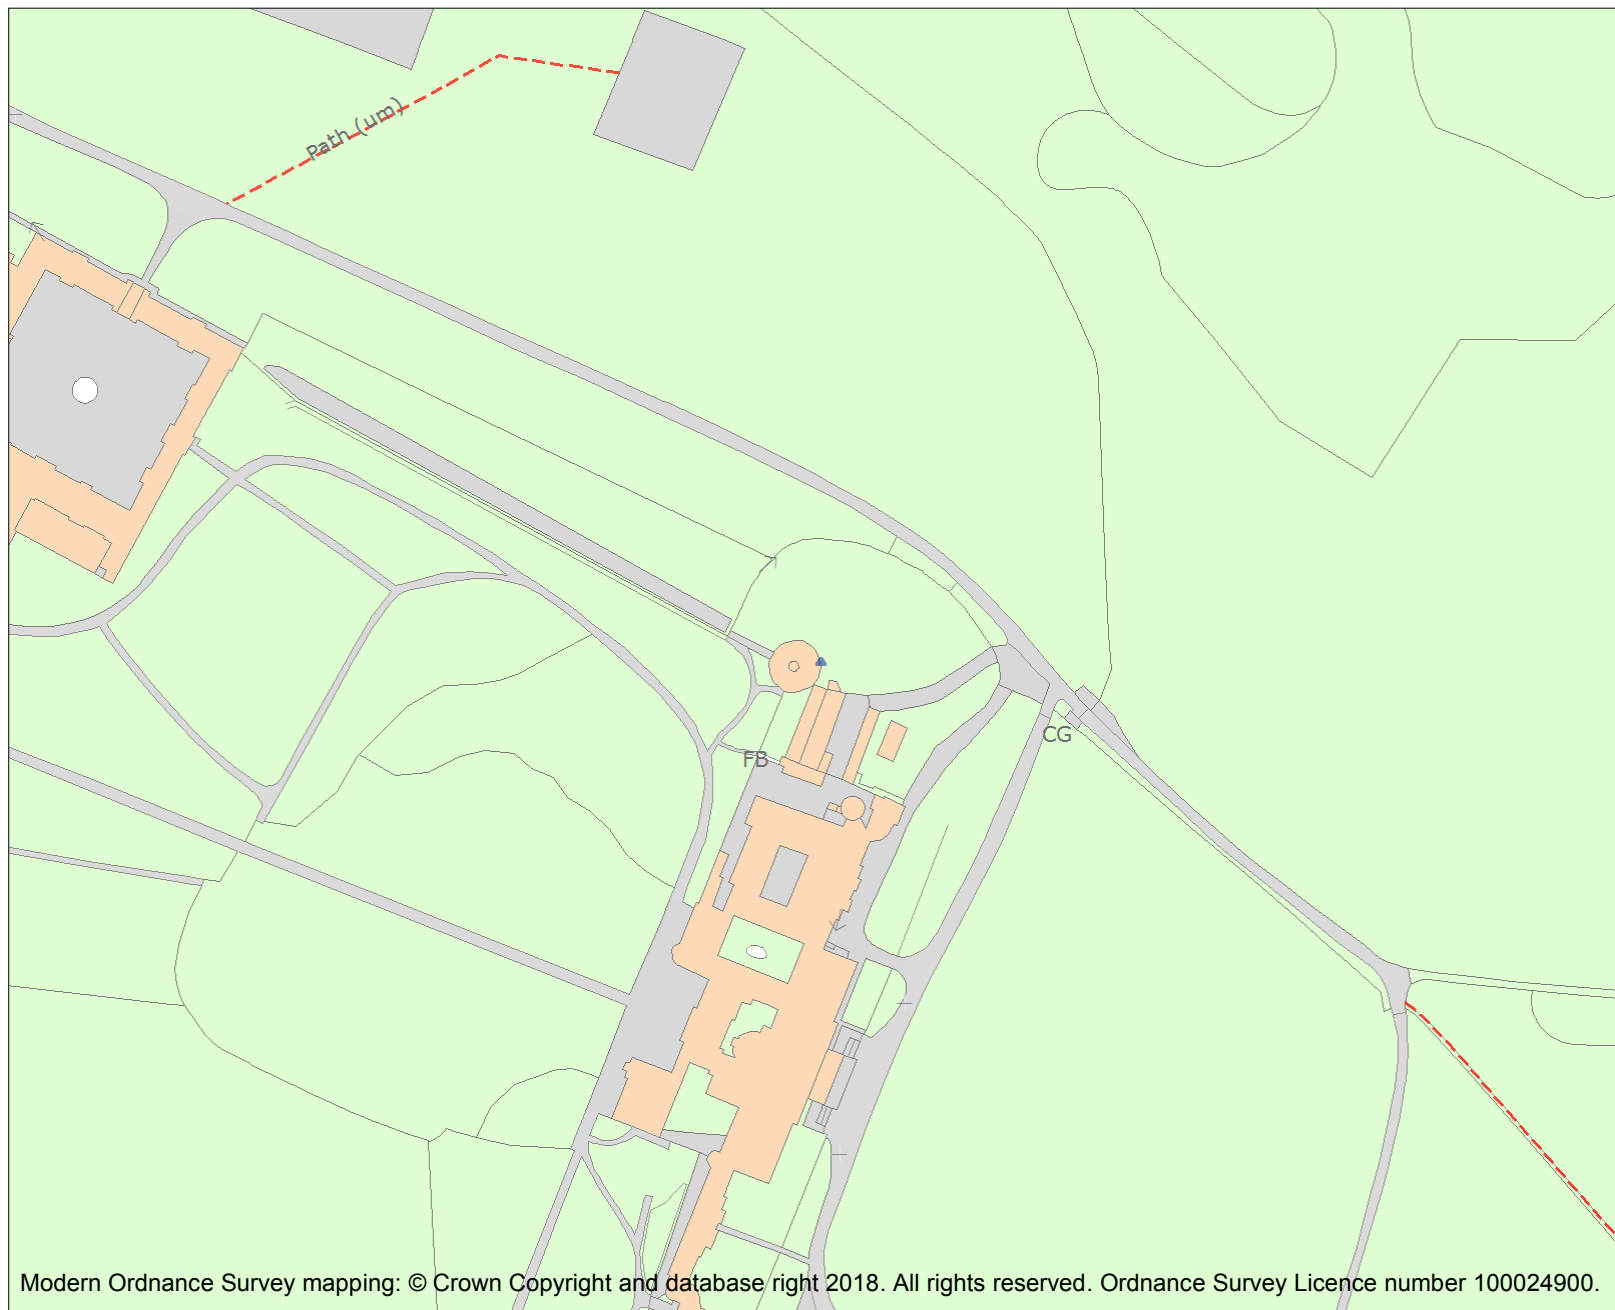 Path (um)
FB
CG
Modern Ordnance Survey mapping: © Crown Copyright and database right 2018. All rights reserved. Ordnance Survey Licence number 100024900.